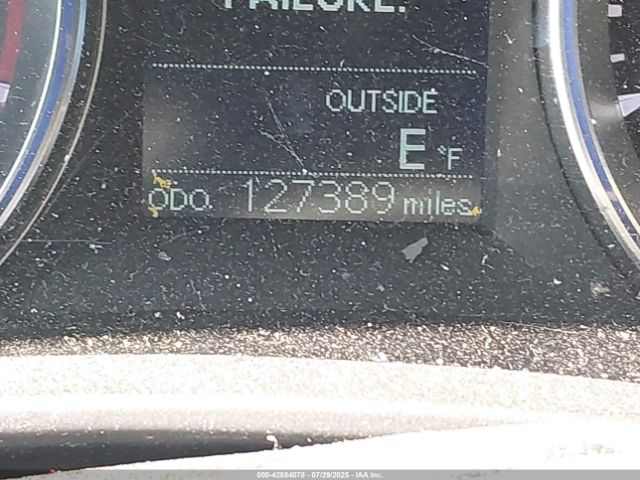 FAILURE.
OUTSIDE
E °F
ODO. 127389 miles
000-42854078 - 07/29/2025 - IAA Inc.